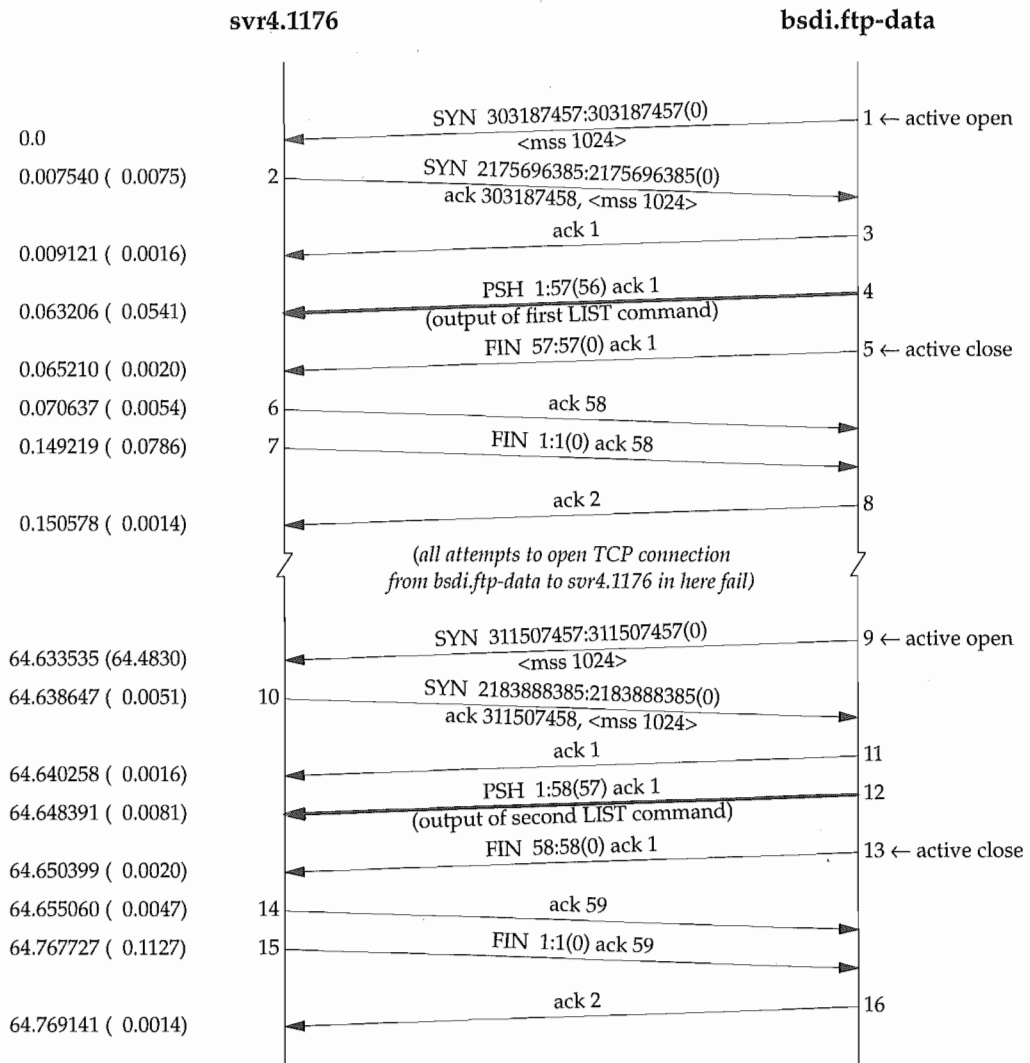 svr4.1176 bsdi.ftp-data
SYN 303187457:303187457(0)
1 ← active open
0.0
<mss 1024>
0.007540 ( 0.0075) 2 SYN 2175696385:2175696385(0)
ack 303187458, <mss 1024>
ack 1 3
0.009121 ( 0.0016)
PSH 1:57(56) ack 1 4
0.063206 ( 0.0541) (output of first LIST command)
FIN 57:57(0) ack 1 5 ← active close
0.065210 ( 0.0020)
0.070637 ( 0.0054) 6 ack 58
0.149219 ( 0.0786) 7 FIN 1:1(0) ack 58
ack 2 8
0.150578 ( 0.0014)
(all attempts to open TCP connection
from bsdi.ftp-data to svr4.1176 in here fail)
SYN 311507457:311507457(0) 9 ← active open
64.633535 (64.4830) <mss 1024>
64.638647 ( 0.0051) 10 SYN 2183888385:2183888385(0)
ack 311507458, <mss 1024>
ack 1 11
64.640258 ( 0.0016)
PSH 1:58(57) ack 1 12
64.648391 ( 0.0081) (output of second LIST command)
FIN 58:58(0) ack 1 13 ← active close
64.650399 ( 0.0020)
64.655060 ( 0.0047) 14 ack 59
64.767727 ( 0.1127) 15 FIN 1:1(0) ack 59
ack 2 16
64.769141 ( 0.0014)